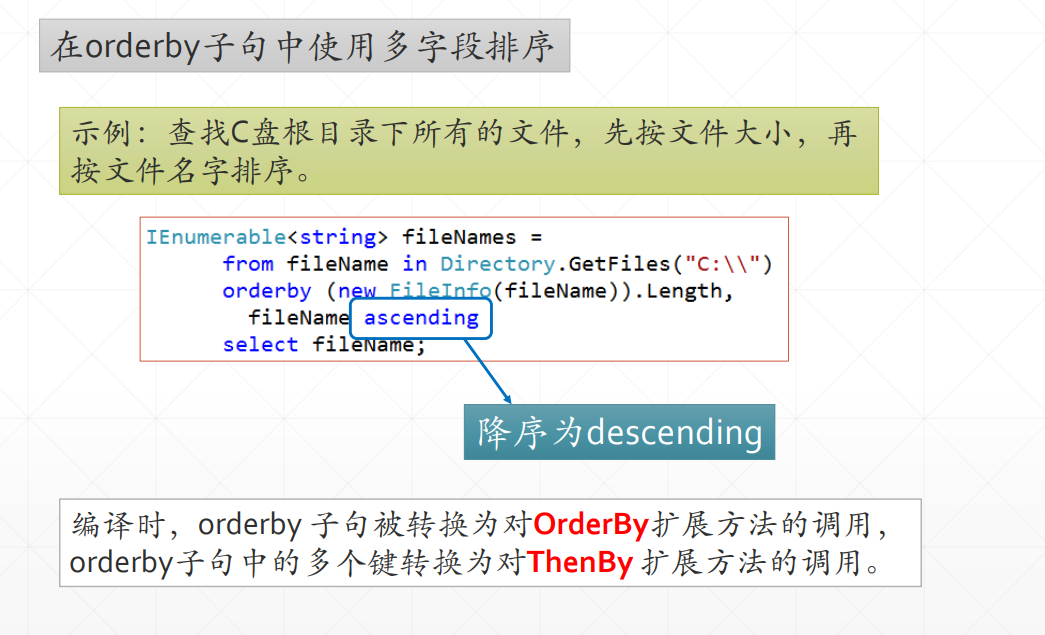 在orderby子句中使用多字段排序
示例：查找C盘根目录下所有的文件，先按文件大小，再
按文件名字排序。
IEnumerable<string> fileNames =
from fileName in Directory.GetFiles("C:\\")
orderby (new FileInfo(fileName)).Length,
fileName ascending
select fileName;
降序为descending
编译时，orderby 子句被转换为对OrderBy扩展方法的调用，
orderby子句中的多个键转换为对ThenBy 扩展方法的调用。